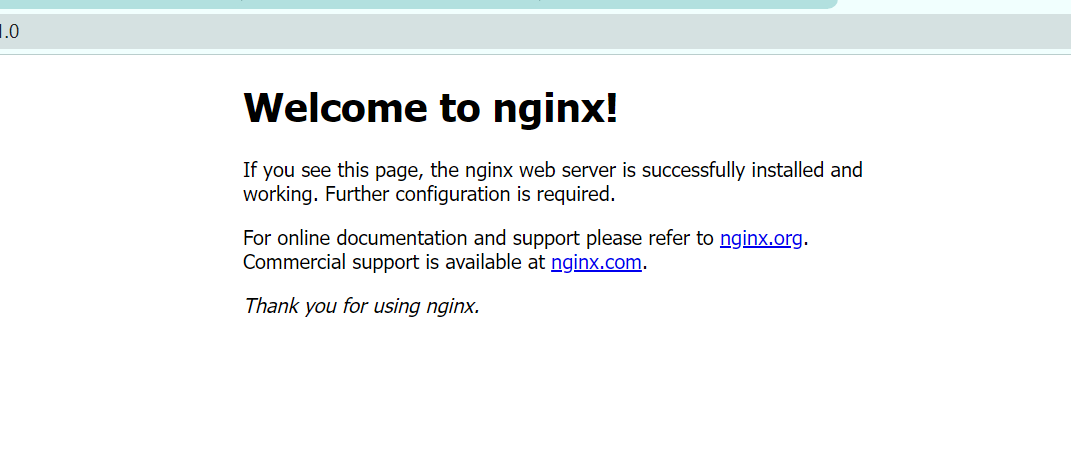 .0
Welcome to nginx!
If you see this page, the nginx web server is successfully installed and
working. Further configuration is required.
For online documentation and support please refer to nginx.org.
Commercial support is available at nginx.com.
Thank you for using nginx.